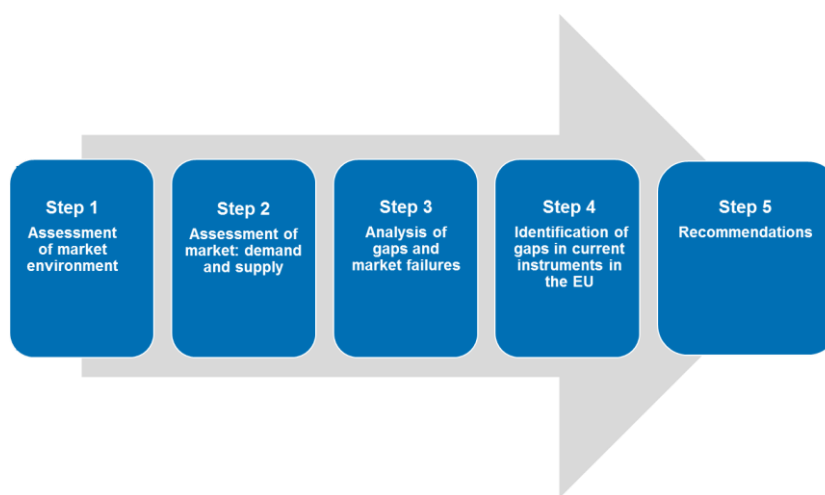 Step 1
Assessment
of market
environment
Step 2
Assessment of
market: demand
and supply
Step 3
Analysis of
gaps and
market failures
Step 4
Identification of
gaps in current
instruments in
the EU
Step 5
Recommendations